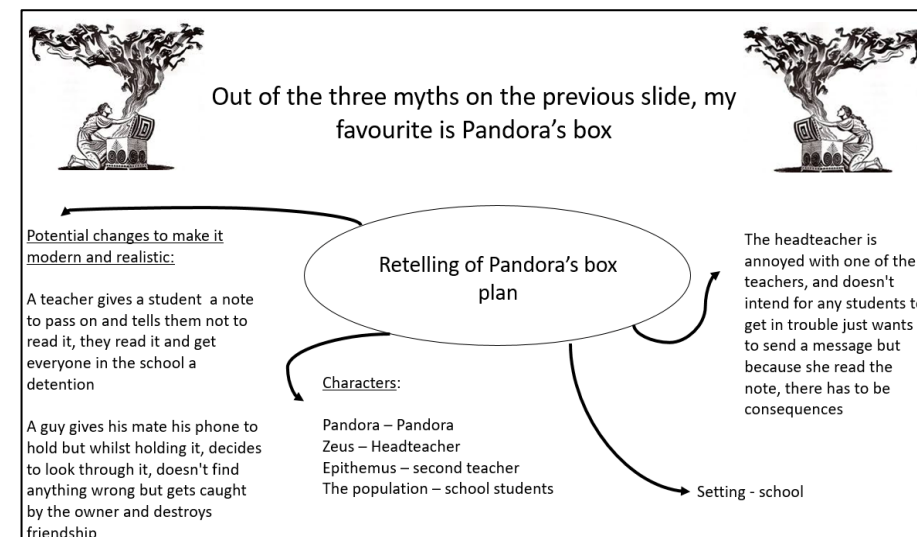 Out of the three myths on the previous slide, my
favourite is Pandora's box
Retelling of Pandora's box
plan
Potential changes to make it
modern and realistic:
A teacher gives a student a note
to pass on and tells them not to
read it, they read it and get
everyone in the school a
detention
A guy gives his mate his phone to
hold but whilst holding it, decides
to look through it, doesn't find
anything wrong but gets caught
by the owner and destroys
friendship
Characters:
Pandora – Pandora
Zeus – Headteacher
Epithemus – second teacher
The population – school students
Setting - school
The headteacher is
annoyed with one of the
teachers, and doesn't
intend for any students to
get in trouble just wants
to send a message but
because she read the
note, there has to be
consequences